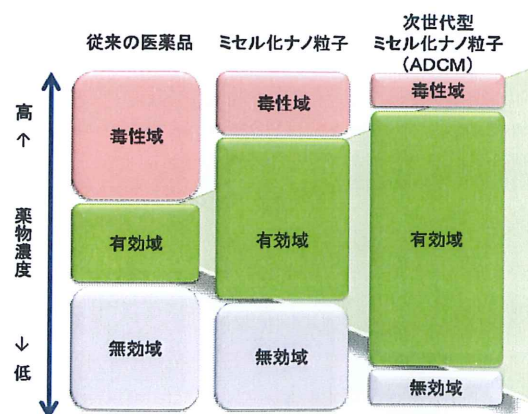 従来の医薬品
ミセル化ナノ粒子
次世代型
ミセル化ナノ粒子
(ADCM)
高
↑
薬物濃度
↓
低
毒性域
有効域
無効域
毒性域
有効域
無効域
毒性域
有効域
無効域